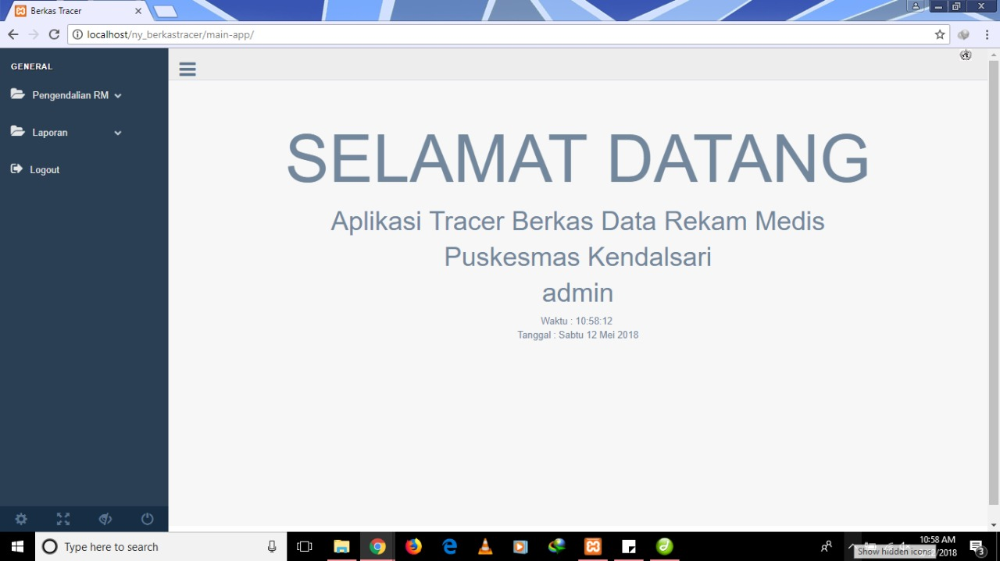 Berkas Tracer
localhost/ny_berkastracer/main-app/
GENERAL
Pengendalian RM
Laporan
Logout
SELAMAT DATANG
Aplikasi Tracer Berkas Data Rekam Medis
Puskesmas Kendalsari
admin
Waktu : 10:58:12
Tanggal : Sabtu 12 Mei 2018
Type here to search
10:58 AM
/2018
Show hidden icons
3